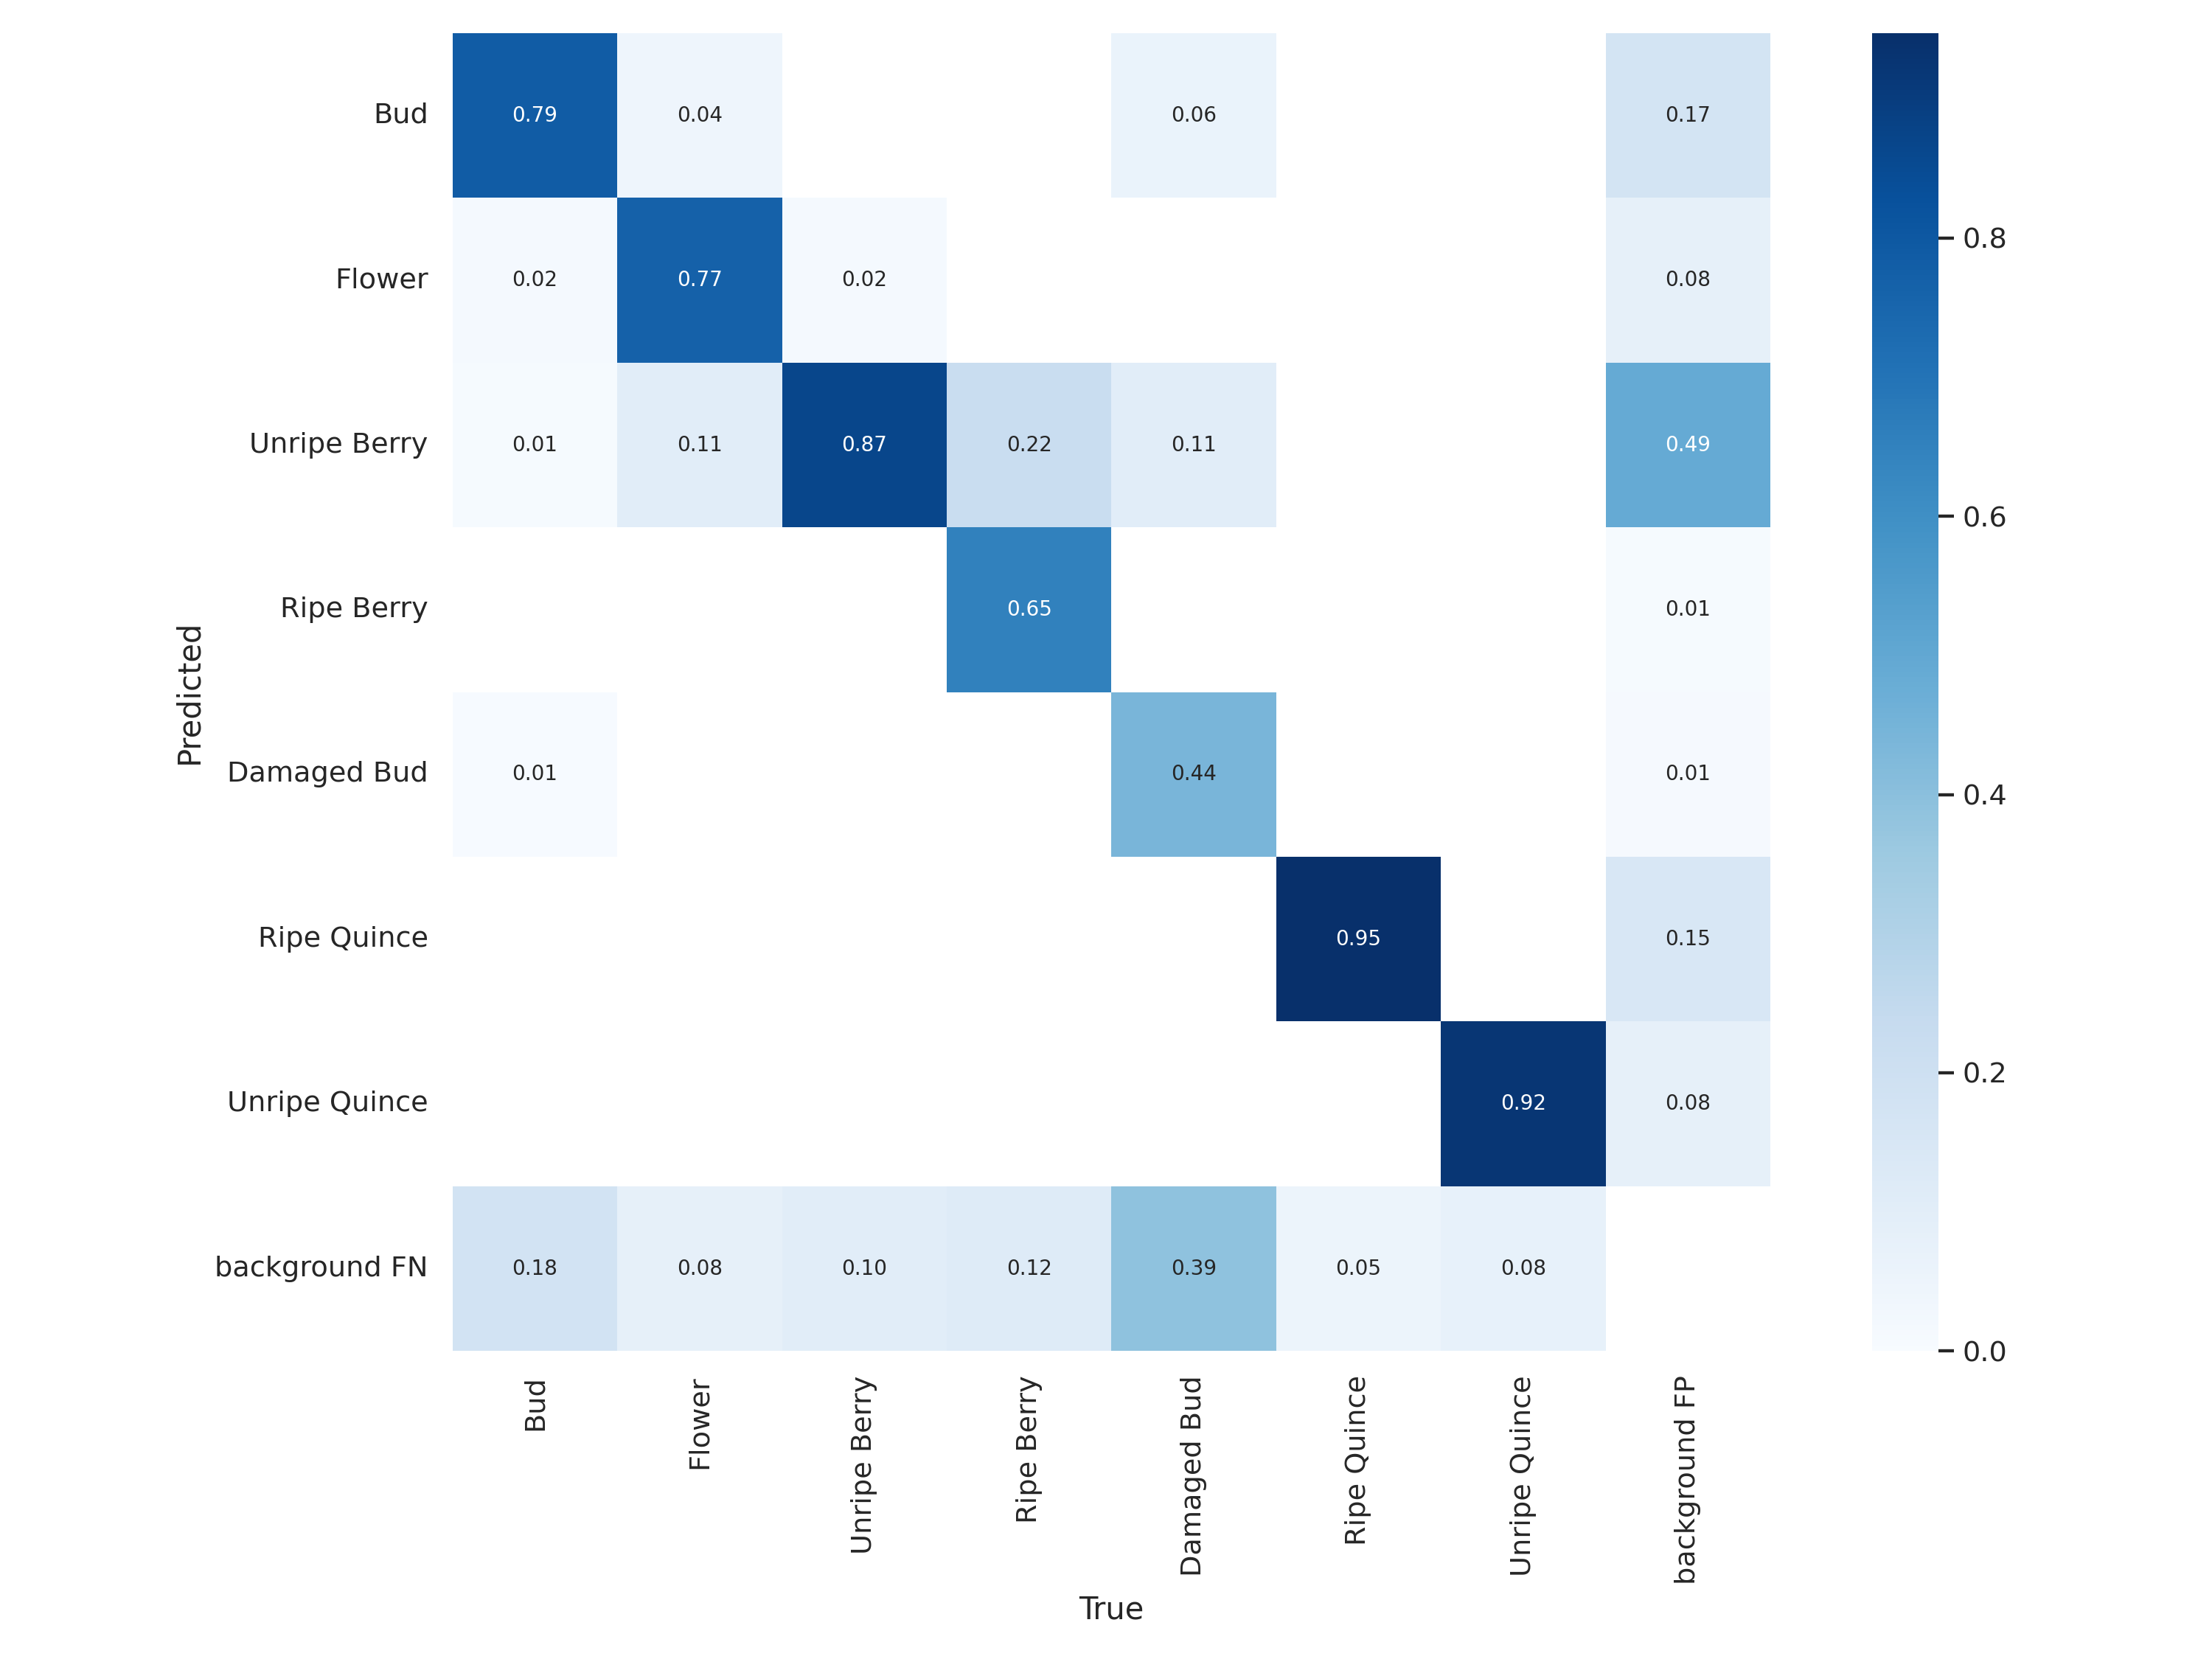 Bud 0.79 0.04 0.06 0.17
0.8
Flower 0.02 0.77 0.02 0.08
Unripe Berry 0.01 0.11 0.87 0.22 0.11 0.49
0.6
Ripe Berry 0.65 0.01
Predicted
Damaged Bud 0.01 0.44 0.01
0.4
Ripe Quince 0.95 0.15
0.2
Unripe Quince 0.92 0.08
background FN 0.18 0.08 0.10 0.12 0.39 0.05 0.08
0.0
Bud
Flower
Unripe Berry
Ripe Berry
Damaged Bud
Ripe Quince
Unripe Quince
background FP
True